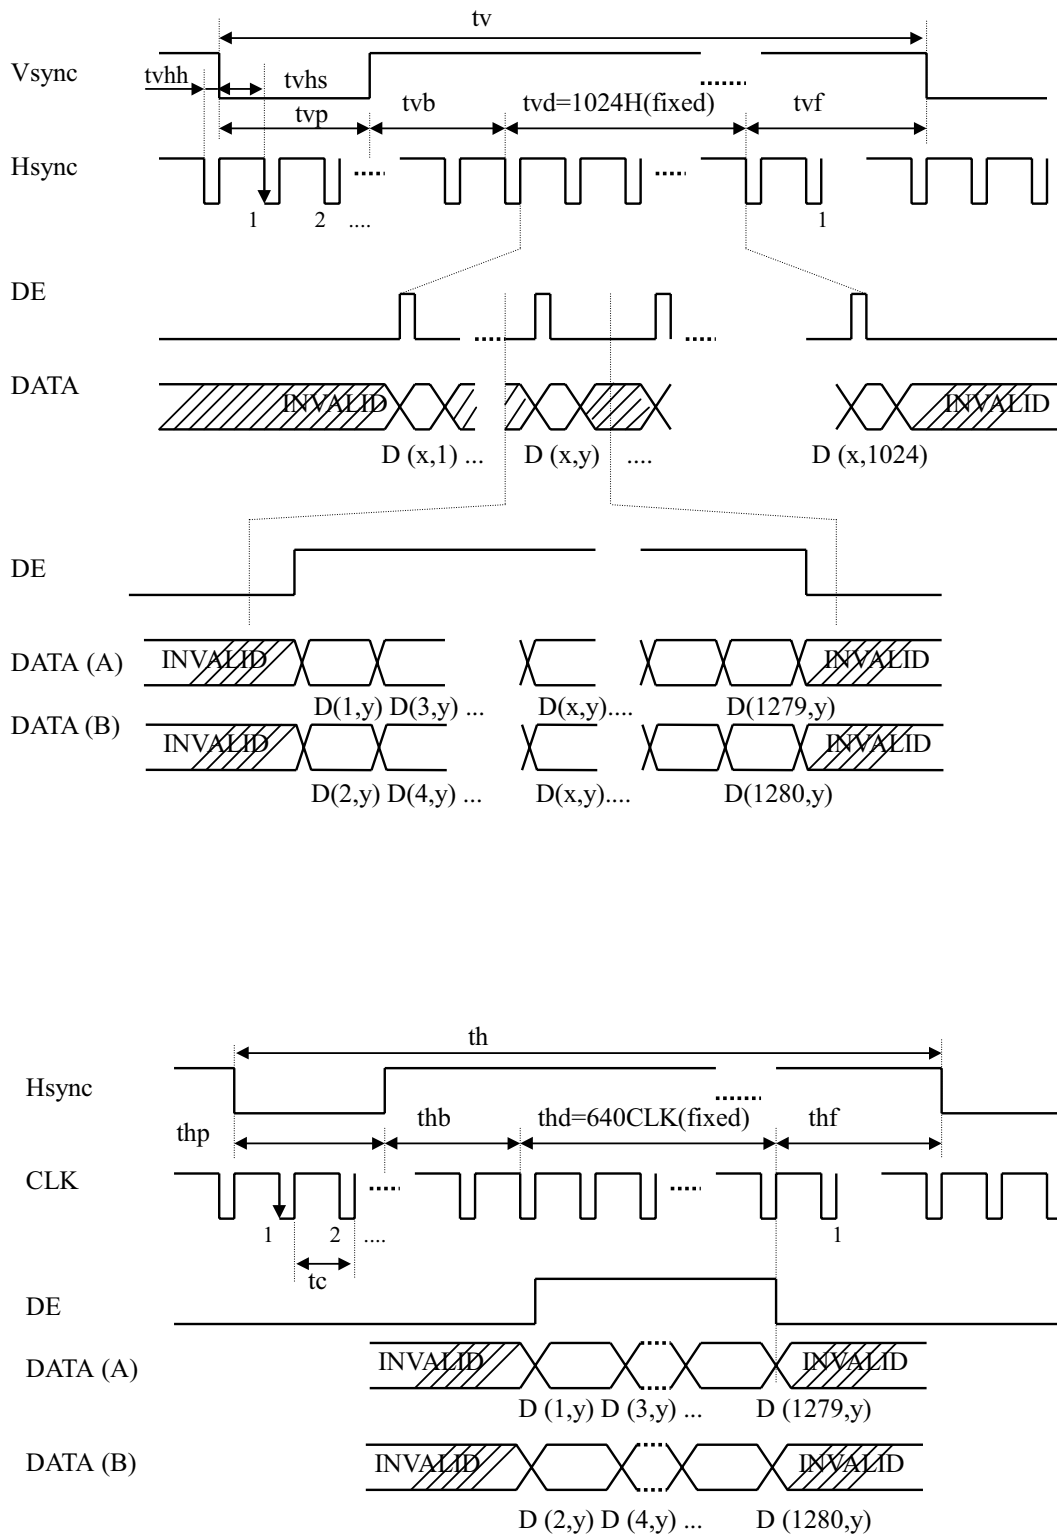 tv
Vsync
tvhh
tvhs
tvp
tvb
tvd=1024H(fixed)
tvf
Hsync
1 2 .... 1
DE
DATA
INVALID
INVALID
D (x,1) ... D (x,y) .... D (x,1024)
DE
DATA (A)
INVALID
INVALID
D(1,y) D(3,y) ... D(x,y).... D(1279,y)
DATA (B)
INVALID
INVALID
D(2,y) D(4,y) ... D(x,y).... D(1280,y)
th
Hsync
thp
thb
thd=640CLK(fixed)
thf
CLK
1 2 .... 1
tc
DE
DATA (A)
INVALID
INVALID
D (1,y) D (3,y) ... D (1279,y)
DATA (B)
INVALID
INVALID
D (2,y) D (4,y) ... D (1280,y)